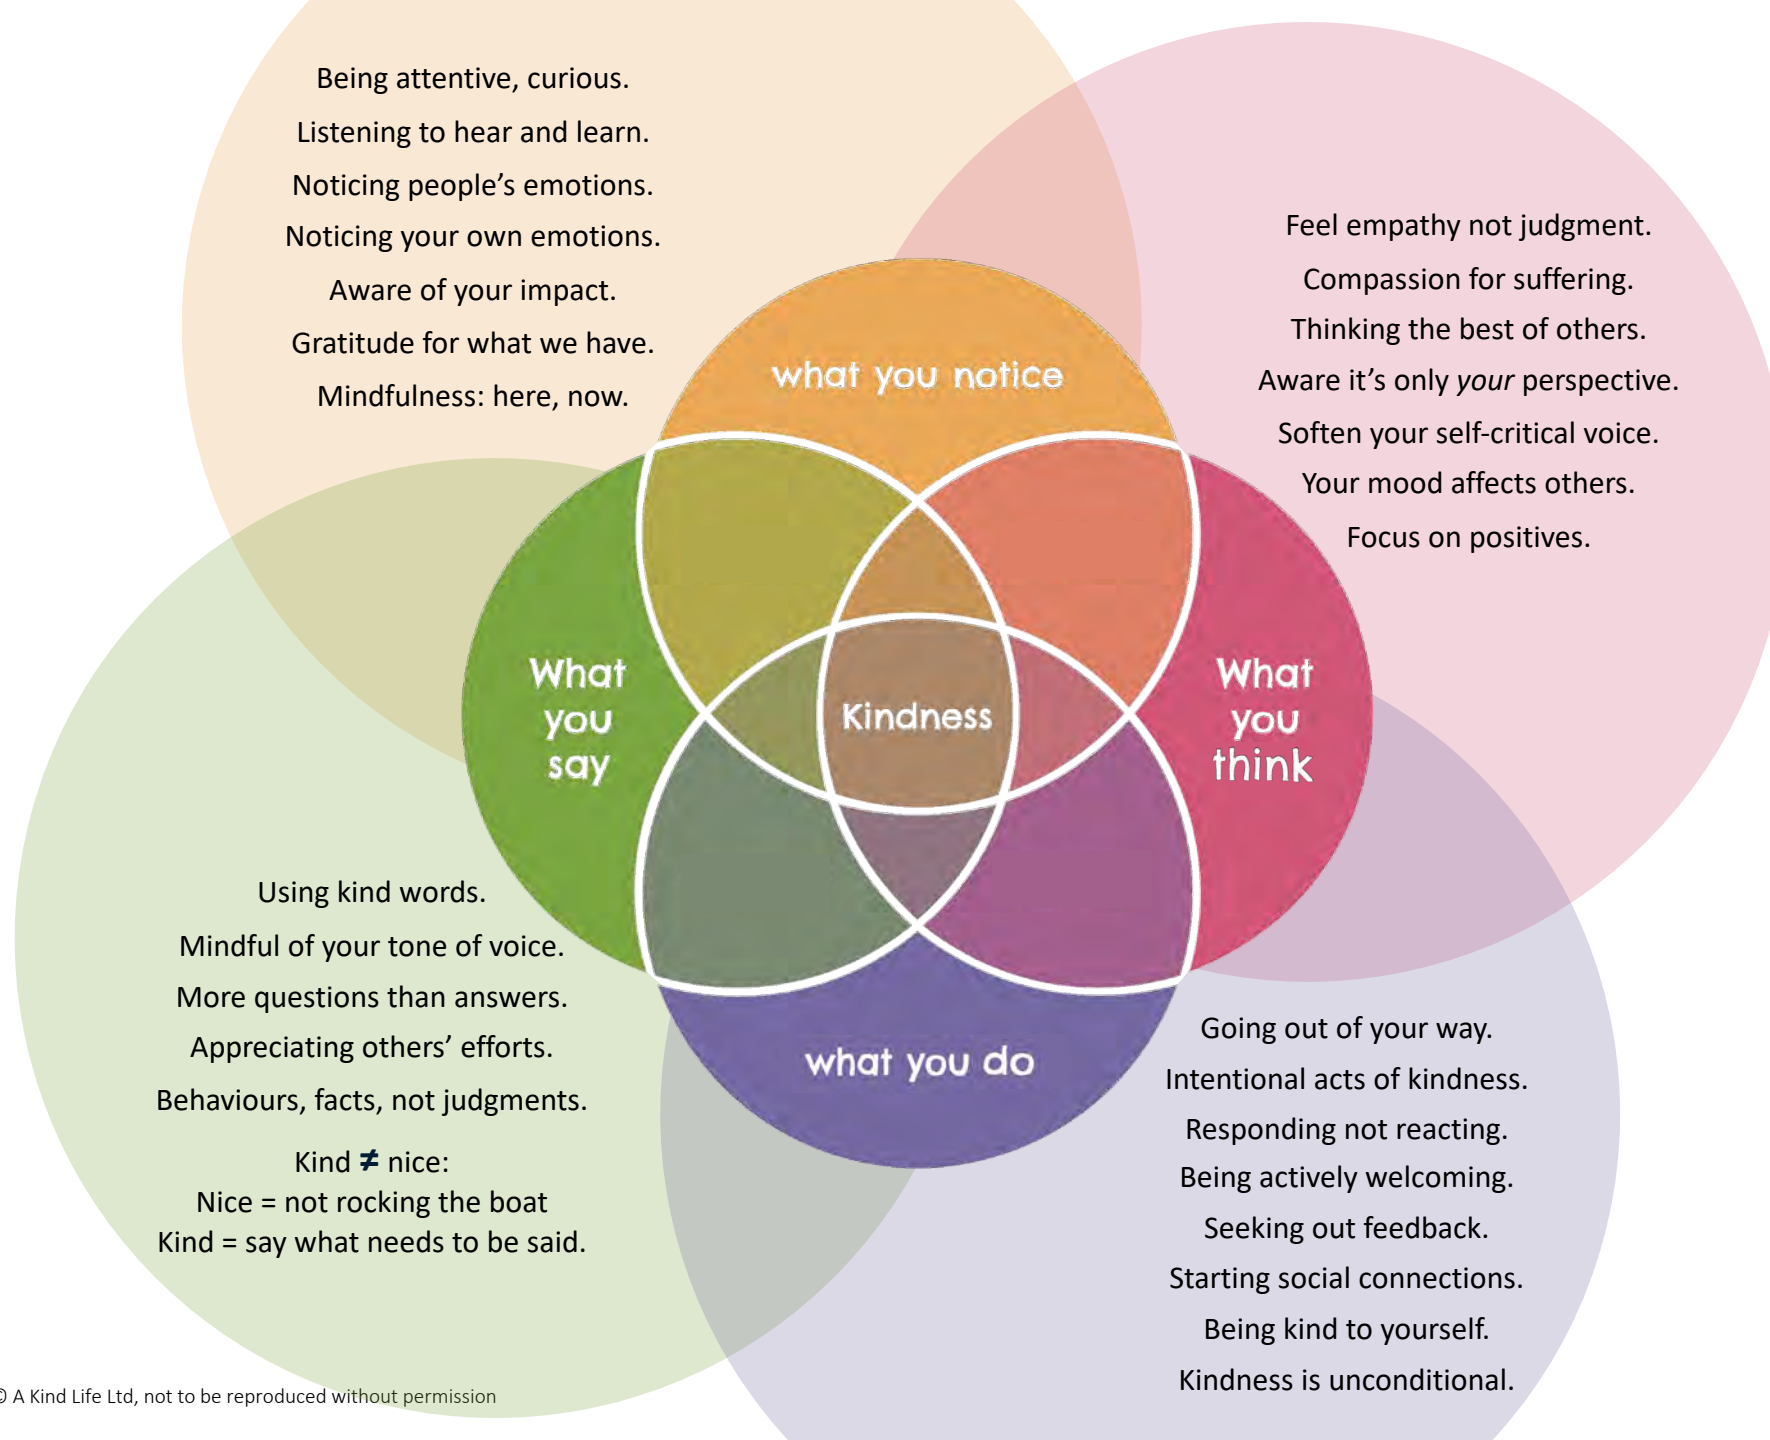 Being attentive, curious.
Listening to hear and learn.
Noticing people’s emotions.
Noticing your own emotions.
Aware of your impact.
Gratitude for what we have.
Mindfulness: here, now.
Feel empathy not judgment.
Compassion for suffering.
Thinking the best of others.
Aware it’s only your perspective.
Soften your self-critical voice.
Your mood affects others.
Focus on positives.
what you notice
What
you
say
Kindness
What
you
think
what you do
Using kind words.
Mindful of your tone of voice.
More questions than answers.
Appreciating others’ efforts.
Behaviours, facts, not judgments.
Kind ≠ nice:
Nice = not rocking the boat
Kind = say what needs to be said.
Going out of your way.
Intentional acts of kindness.
Responding not reacting.
Being actively welcoming.
Seeking out feedback.
Starting social connections.
Being kind to yourself.
Kindness is unconditional.
© A Kind Life Ltd, not to be reproduced without permission